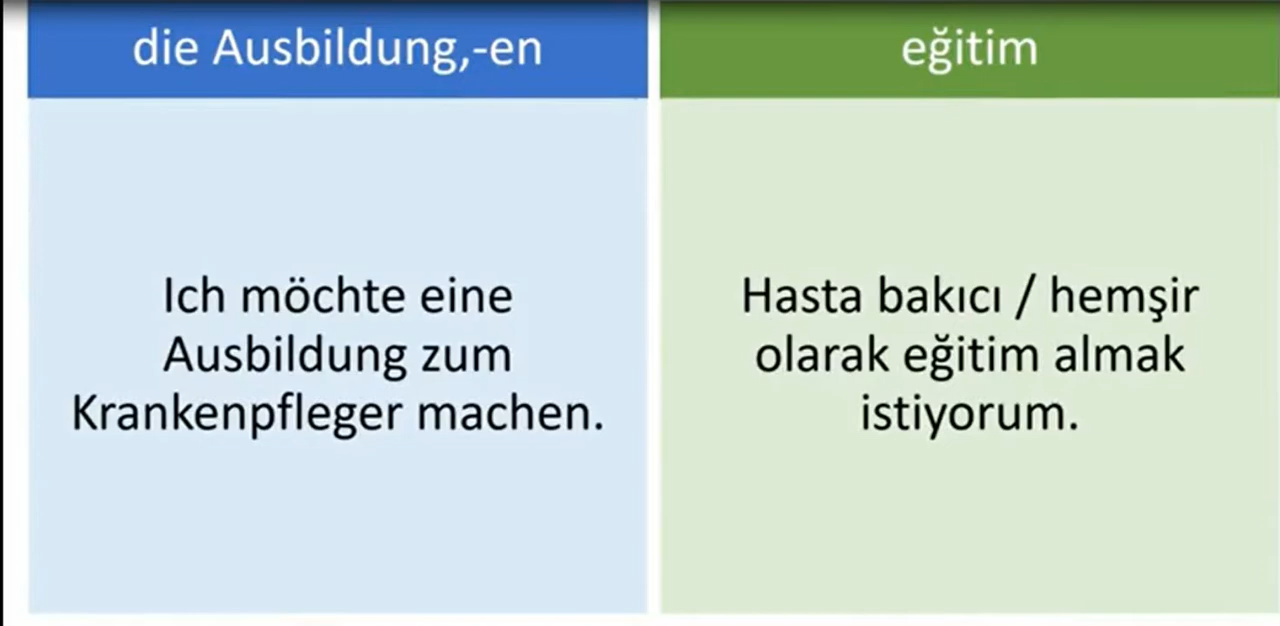 die Ausbildung,-en
eğitim
Ich möchte eine
Ausbildung zum
Krankenpfleger machen.
Hasta bakıcı / hemşir
olarak eğitim almak
istiyorum.